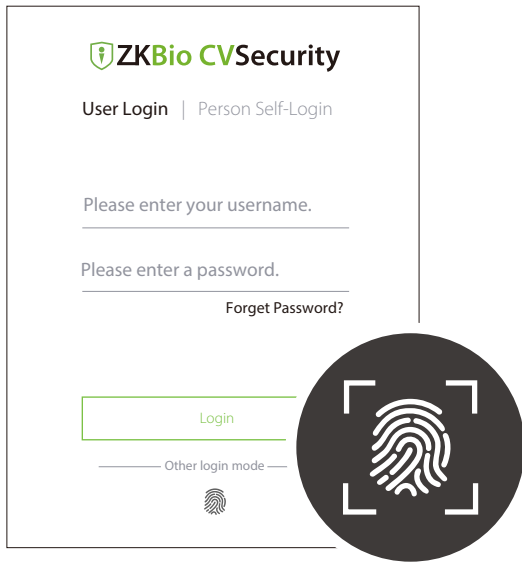 ZKBio CVSecurity
User Login | Person Self-Login
Please enter your username.
Please enter a password.
Forget Password?
Login
Other login mode